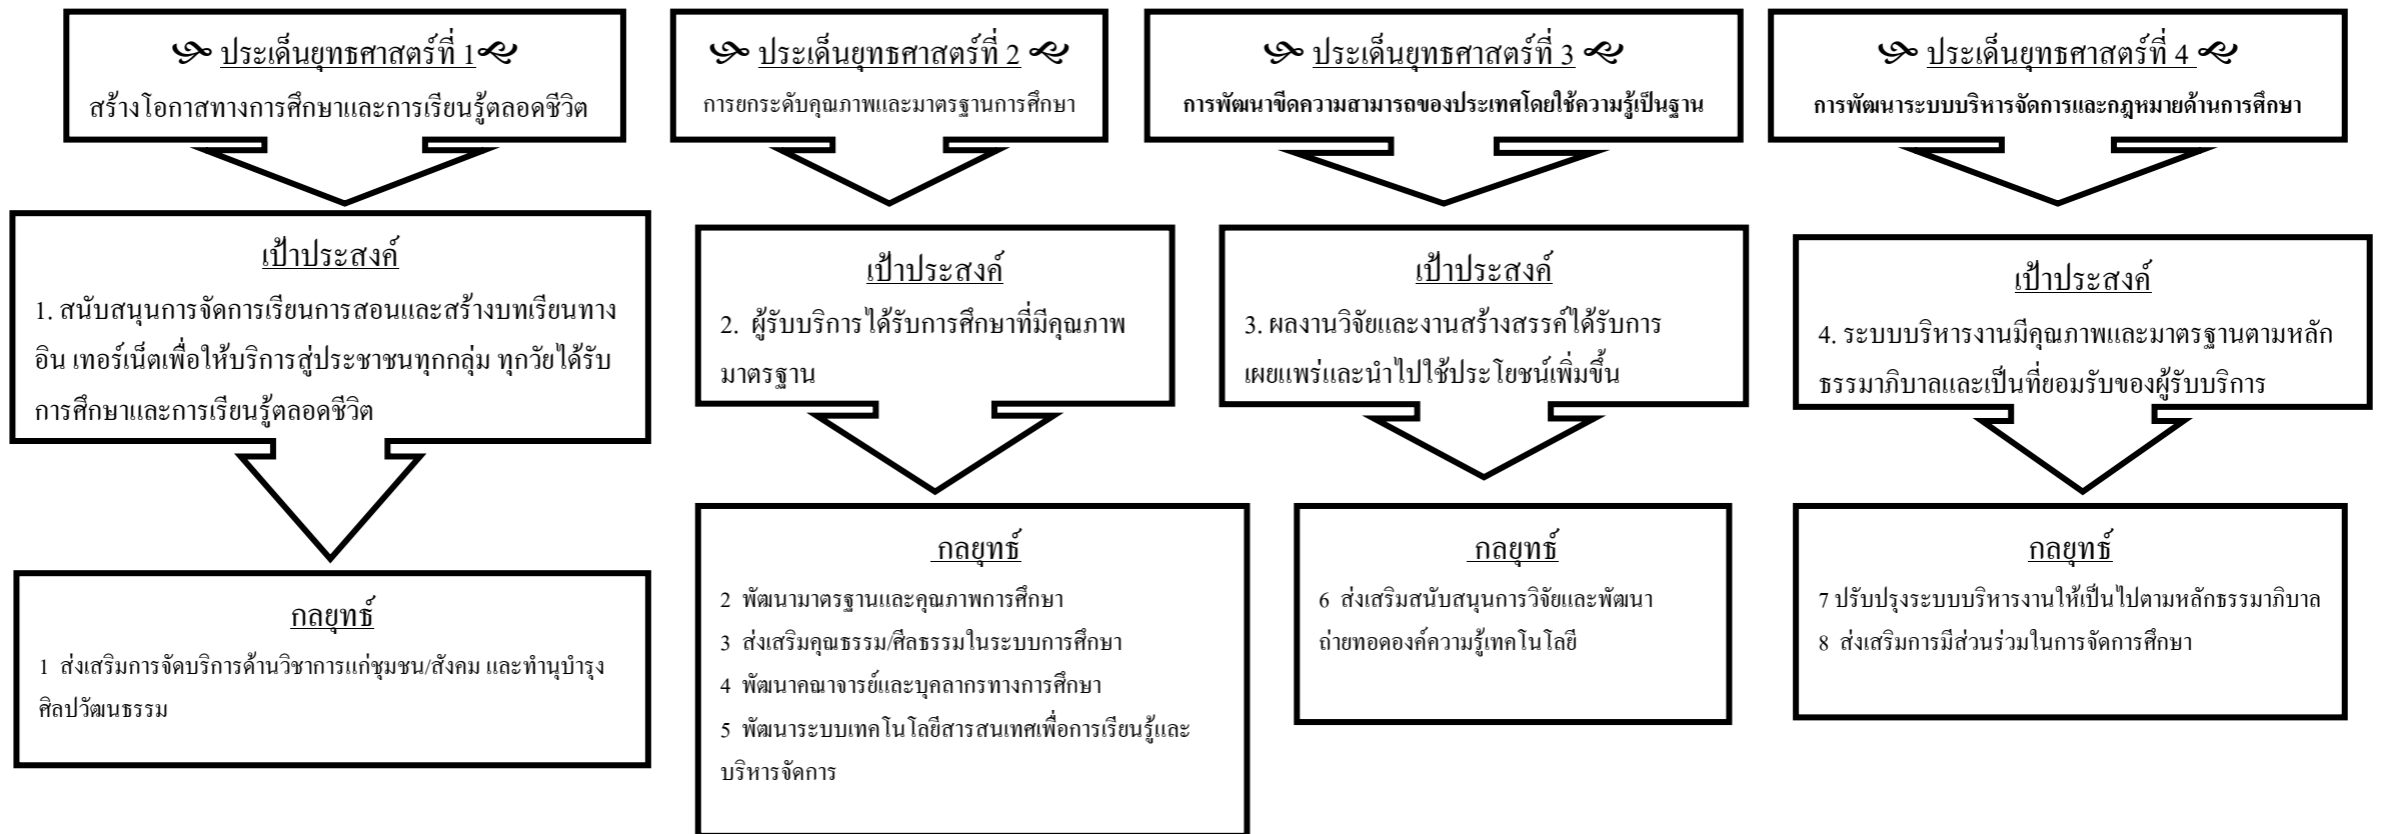 ประเด็นยุทธศาสตร์ที่ 1
สร้างโอกาสทางการศึกษาและการเรียนรู้ตลอดชีวิต
เป้าประสงค์
1. สนับสนุนการจัดการเรียนการสอนและสร้างบทเรียนทาง
อิน เทอร์เน็ตเพื่อให้บริการสู่ประชาชนทุกกลุ่ม ทุกวัยได้รับ
การศึกษาและการเรียนรู้ตลอดชีวิต
กลยุทธ์
1 ส่งเสริมการจัดบริการด้านวิชาการแก่ชุมชน/สังคม และทำนุบำรุง
ศิลปวัฒนธรรม
ประเด็นยุทธศาสตร์ที่ 2
การยกระดับคุณภาพและมาตรฐานการศึกษา
เป้าประสงค์
2. ผู้รับบริการได้รับการศึกษาที่มีคุณภาพ
มาตรฐาน
กลยุทธ์
2 พัฒนามาตรฐานและคุณภาพการศึกษา
3 ส่งเสริมคุณธรรม/ศีลธรรมในระบบการศึกษา
4 พัฒนาคณาจารย์และบุคลากรทางการศึกษา
5 พัฒนาระบบเทคโนโลยีสารสนเทศเพื่อการเรียนรู้และ
บริหารจัดการ
ประเด็นยุทธศาสตร์ที่ 3
การพัฒนาขีดความสามารถของประเทศโดยใช้ความรู้เป็นฐาน
เป้าประสงค์
3. ผลงานวิจัยและงานสร้างสรรค์ได้รับการ
เผยแพร่และนำไปใช้ประโยชน์เพิ่มขึ้น
กลยุทธ์
6 ส่งเสริมสนับสนุนการวิจัยและพัฒนา
ถ่ายทอดองค์ความรู้เทคโนโลยี
ประเด็นยุทธศาสตร์ที่ 4
การพัฒนาระบบบริหารจัดการและกฎหมายด้านการศึกษา
เป้าประสงค์
4. ระบบบริหารงานมีคุณภาพและมาตรฐานตามหลัก
ธรรมาภิบาลและเป็นที่ยอมรับของผู้รับบริการ
กลยุทธ์
7 ปรับปรุงระบบบริหารงานให้เป็นไปตามหลักธรรมาภิบาล
8 ส่งเสริมการมีส่วนร่วมในการจัดการศึกษา